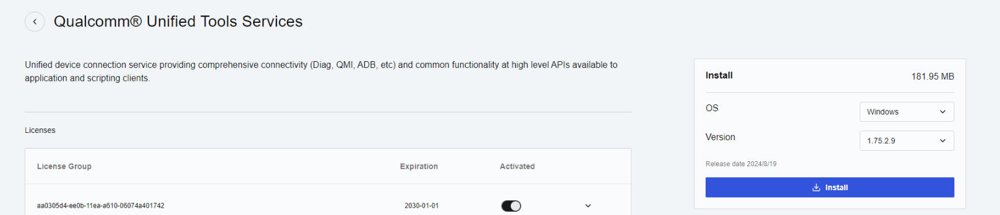 Qualcomm® Unified Tools Services
Unified device connection service providing comprehensive connectivity (Diag, QMI, ADB, etc) and common functionality at high level APIs available to
application and scripting clients.
Licenses
License Group Expiration Activated
aa0305d4-ee0b-11ea-a610-06074a401742 2030-01-01
Install 181.95 MB
OS Windows
Version 1.75.2.9
Release date 2024/8/19
Install